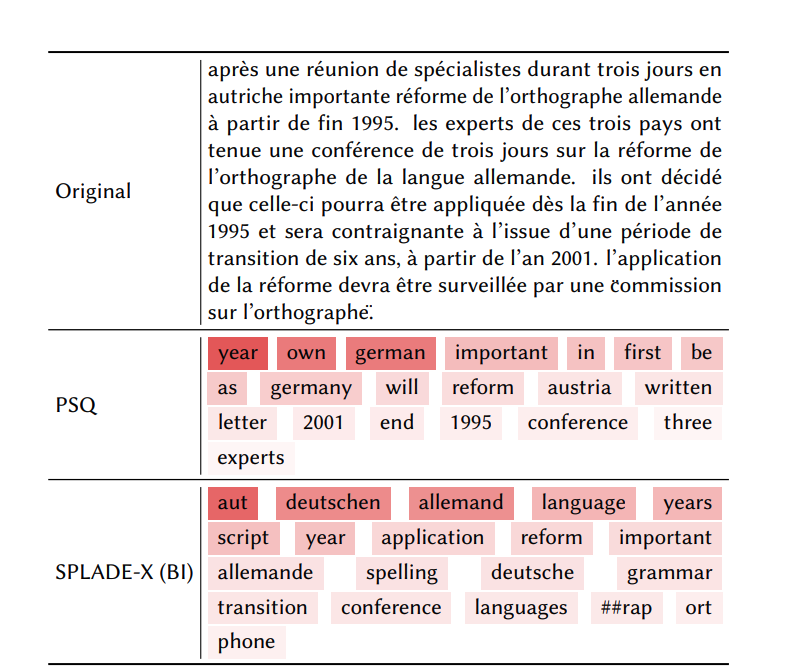 Original
après une réunion de spécialistes durant trois jours en
autriche importante réforme de l'orthographe allemande
à partir de fin 1995. les experts de ces trois pays ont
tenue une conférence de trois jours sur la réforme de
l'orthographe de la langue allemande. ils ont décidé
que celle-ci pourra être appliquée dès la fin de l'année
1995 et sera contraignante à l'issue d'une période de
transition de six ans, à partir de l'an 2001. l'application
de la réforme devra être surveillée par une c̈ommission
sur l'orthographe ̈.
PSQ
year own german important in first be
as germany will reform austria written
letter 2001 end 1995 conference three
experts
SPLADE-X (BI)
aut deutschen allemand language years
script year application reform important
allemande spelling deutsche grammar
transition conference languages ##rap ort
phone